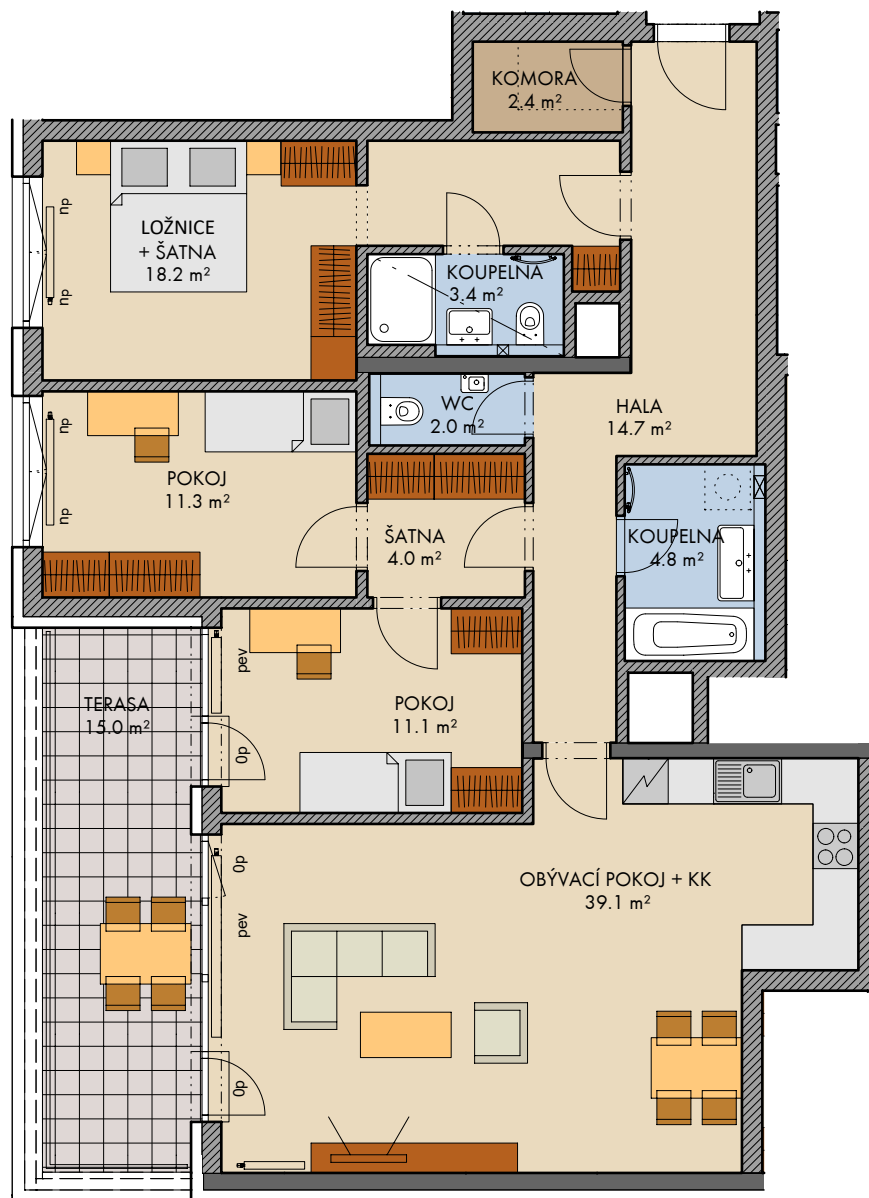 KOMORA
2.4 m²
LOŽNICE
+ ŠATNA
18.2 m²
np
np
KOUPELNA
3.4 m²
WC
2.0 m²
HALA
14.7 m²
np
np
POKOJ
11.3 m²
ŠATNA
4.0 m²
KOUPELNA
4.8 m²
TERASA
15.0 m²
pev
0p
POKOJ
11.1 m²
0p
pev
0p
OBÝVACÍ POKOJ + KK
39.1 m²